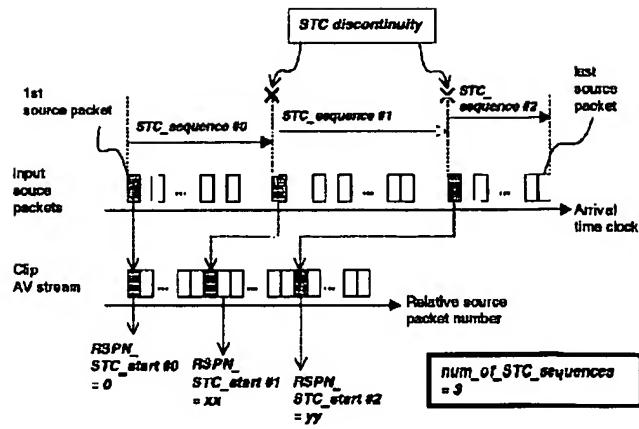 STC discontinuity
1st
source packet
STC_sequence #0
STC_sequence #1
STC_
sequence #2
last
source
packet
Input
souce
packets
...
...
...
Arrival
time clock
Clip
AV stream
...
...
...
Relative source
packet number
RSPN_
STC_start #0
= 0
RSPN_
STC_start #1
= xx
RSPN_
STC_start #2
= yy
num_of_STC_sequences
= 3